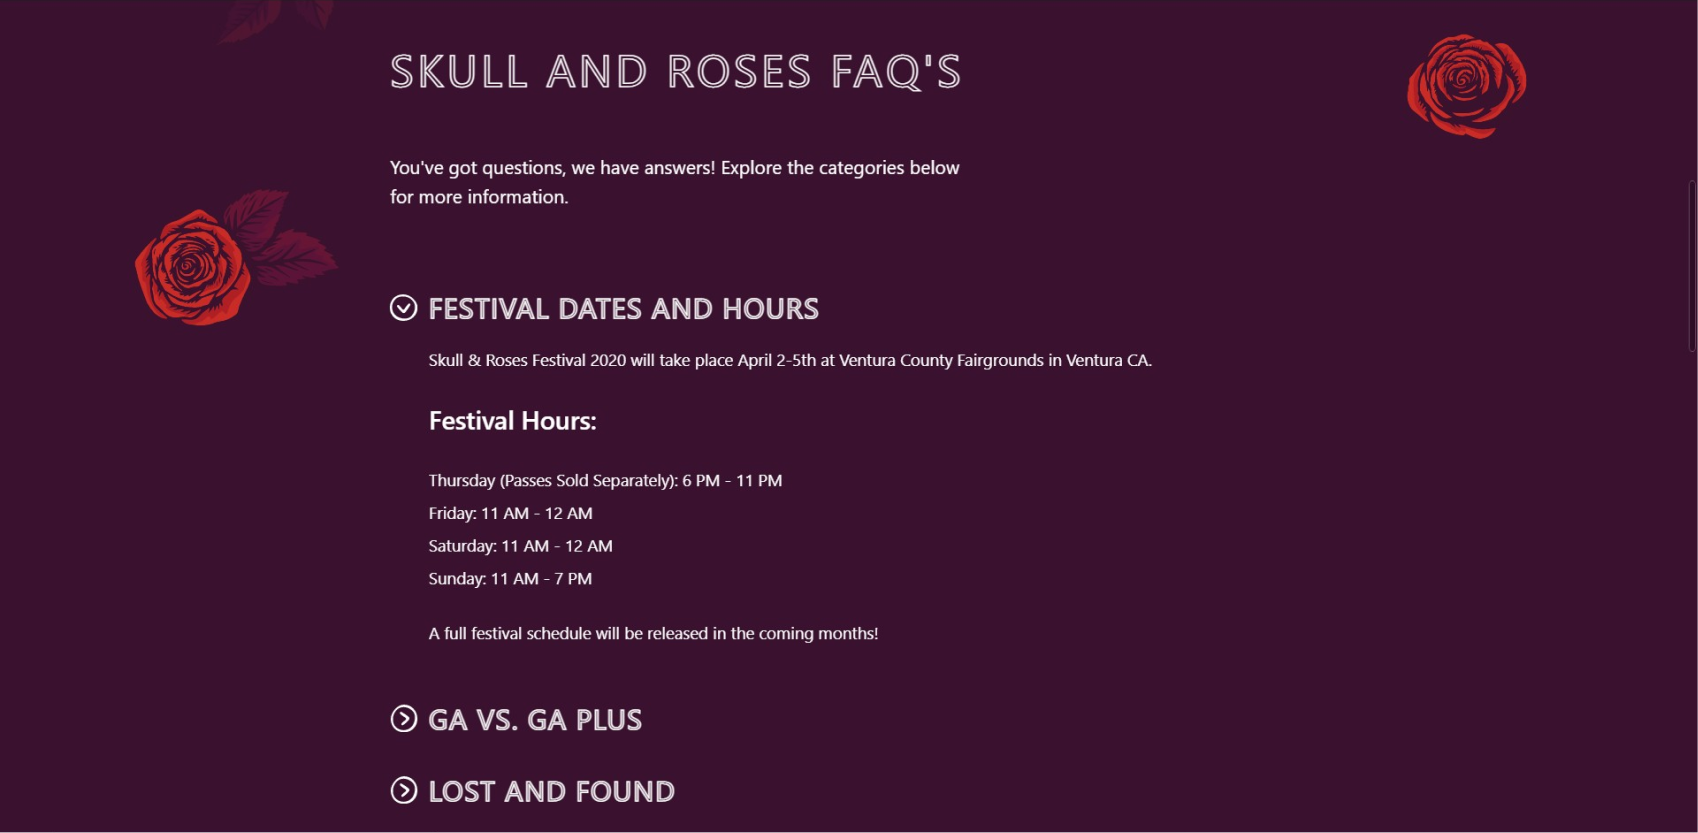 SKULL AND ROSES FAQ'S
You've got questions, we have answers! Explore the categories below
for more information.
FESTIVAL DATES AND HOURS
Skull & Roses Festival 2020 will take place April 2-5th at Ventura County Fairgrounds in Ventura CA.
Festival Hours:
Thursday (Passes Sold Separately): 6 PM - 11 PM
Friday: 11 AM - 12 AM
Saturday: 11 AM - 12 AM
Sunday: 11 AM - 7 PM
A full festival schedule will be released in the coming months!
GA VS. GA PLUS
LOST AND FOUND